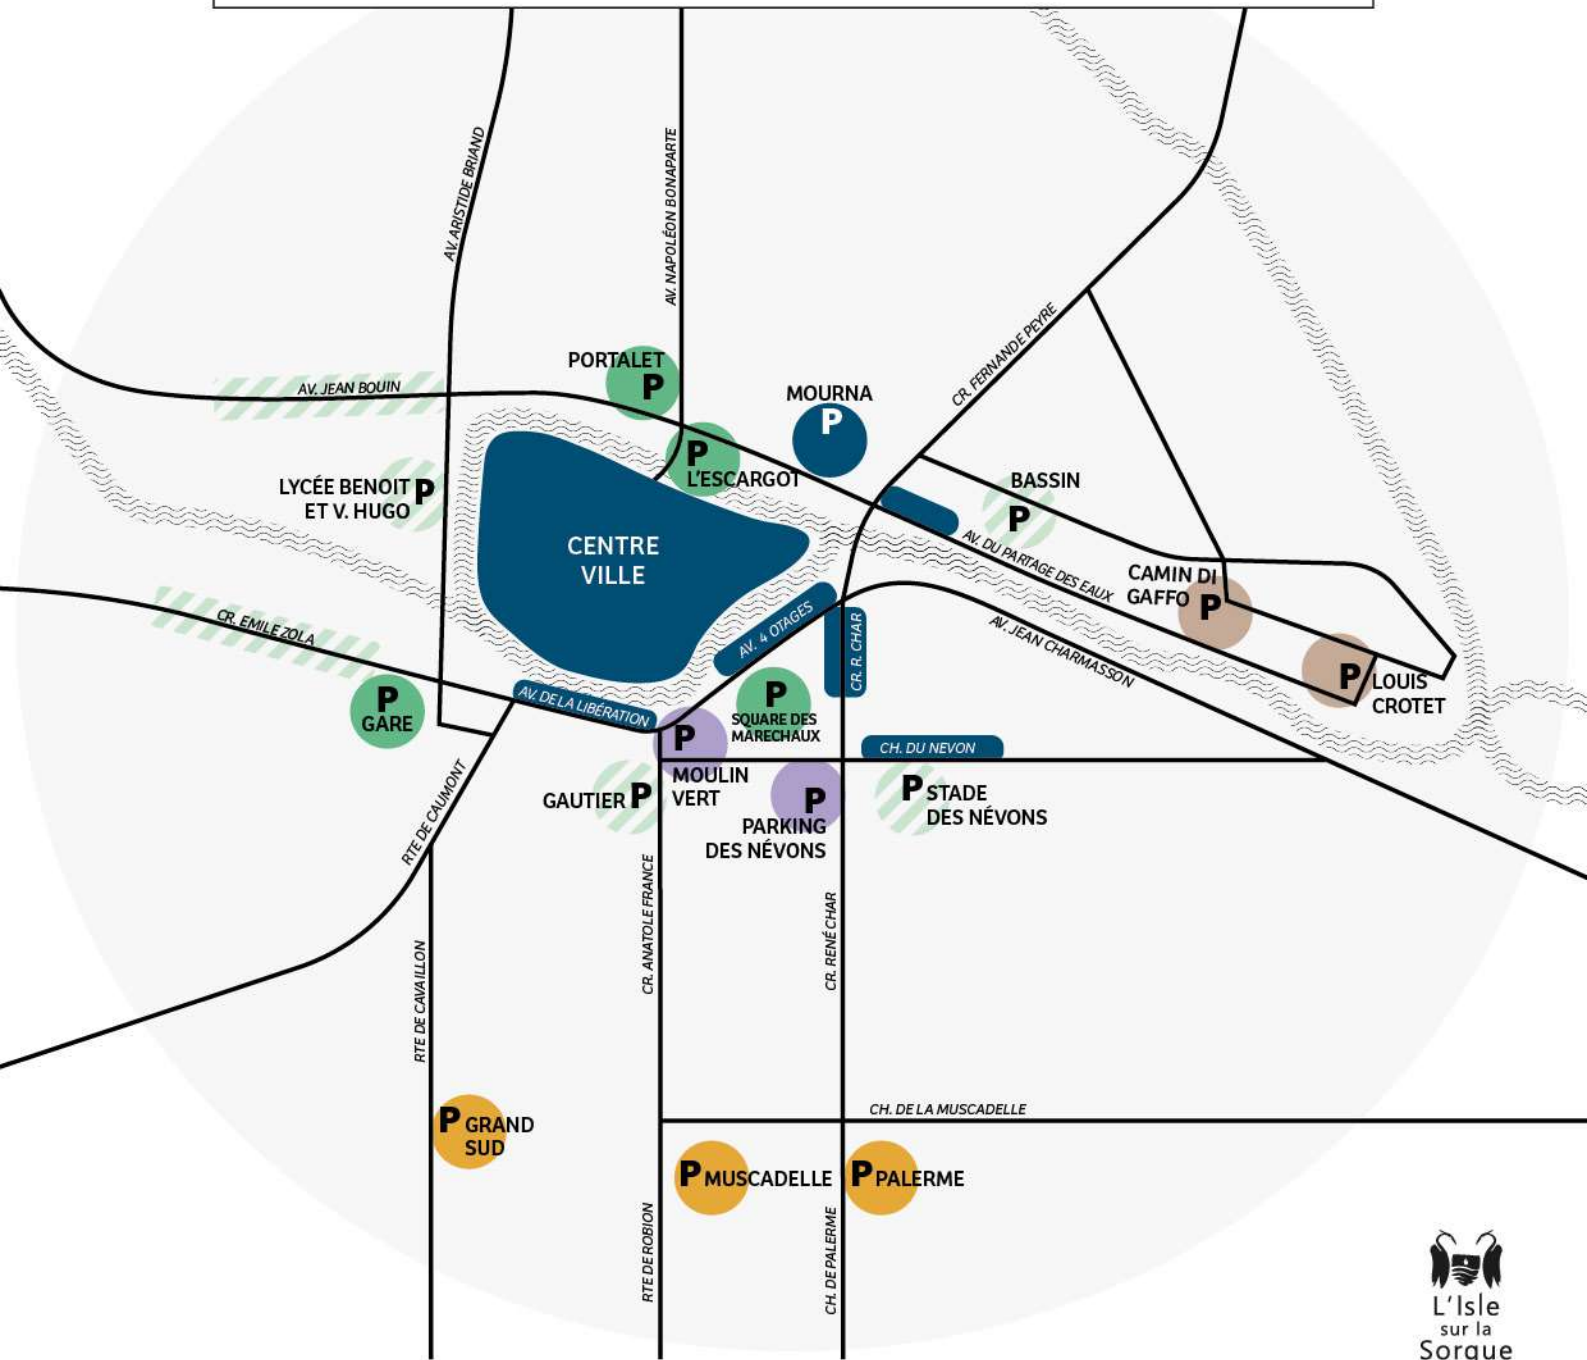 AV. ARISTIDE BRIAND
AV. NAPOLÉON BONAPARTE
CR. FERNANDE PEYRE
PORTALET
P
AV. JEAN BOUIN
MOURNA
P
P
L'ESCARGOT
LYCÉE BENOIT
ET V. HUGO
P
BASSIN
P
CENTRE
VILLE
AV. DU PARTAGE DES EAUX
CAMIN DI
GAFFO
P
AV. 4 OTAGES
CR. R. CHAR
AV. JEAN CHARMASSON
CR. EMILE ZOLA
P
LOUIS
CROTET
P
GARE
AV. DE LA LIBÉRATION
P
SQUARE DES
MARECHAUX
P
MOULIN
VERT
CH. DU NEVON
RTE DE CAUMONT
GAUTIER P
P
PARKING
DES NÉVONS
P STADE
DES NÉVONS
CR. ANATOLE FRANCE
CR. RENÉ CHAR
RTE DE CAVAILLON
P GRAND
SUD
CH. DE LA MUSCADELLE
P MUSCADELLE
P PALERME
RTE DE ROBION
CH. DE PALERME
L'Isle
sur la
Sorgue